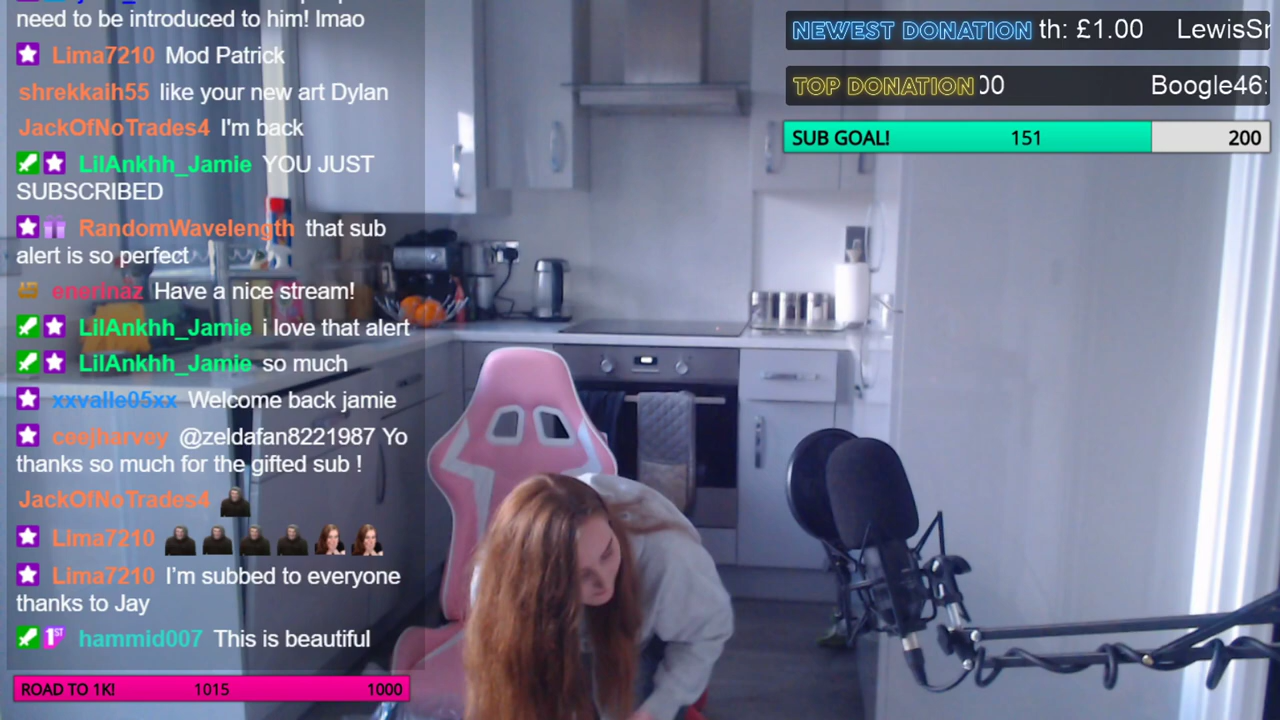 need to be introduced to him! lmao
Lima7210 Mod Patrick
shrekkaih55 like your new art Dylan
JackOfNoTrades4 I'm back
LilAnkhh_Jamie YOU JUST
SUBSCRIBED
RandomWavelength that sub
alert is so perfect
enerinaz Have a nice stream!
LilAnkhh_Jamie i love that alert
LilAnkhh_Jamie so much
xxvalle05xx Welcome back jamie
ceejharvey @zeldafan8221987 Yo
thanks so much for the gifted sub !
JackOfNoTrades4
Lima7210
Lima7210 I'm subbed to everyone
thanks to Jay
1ST hammid007 This is beautiful
ROAD TO 1K! 1015 1000
NEWEST DONATION th: £1.00 LewisSr
TOP DONATION 00 Boogle46:
SUB GOAL! 151 200